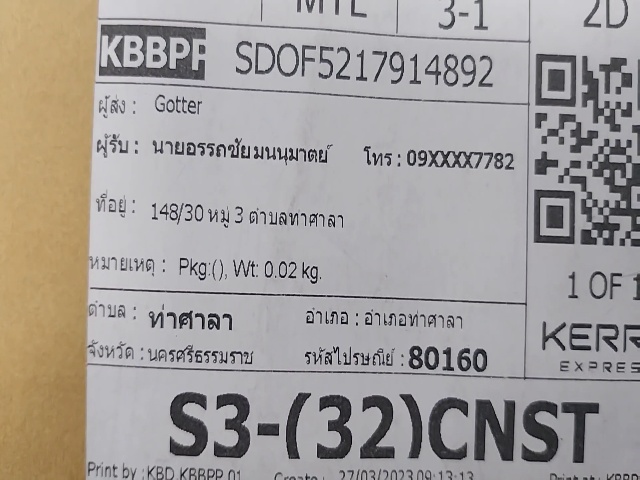 MTL 3-1 2D
KBBPP SDOF5217914892
ผู้ส่ง : Gotter
ผู้รับ : นายอรรถชัยมนนุมาตย์ โทร : 09XXXX7782
ที่อยู่ : 148/30 หมู่ 3 ตำบลทาศาลา
หมายเหตุ : Pkg:(), Wt: 0.02 kg.
1 OF 1
ตำบล : ท่าศาลา อำเภอ : อำเภอท่าศาลา
KERR
EXPRES
จังหวัด : นครศรีธรรมราช รหัสไปรษณีย์ : 80160
S3-(32)CNST
Print by :KBD KBBPP 01 Create : 27/03/2023 09:13:13